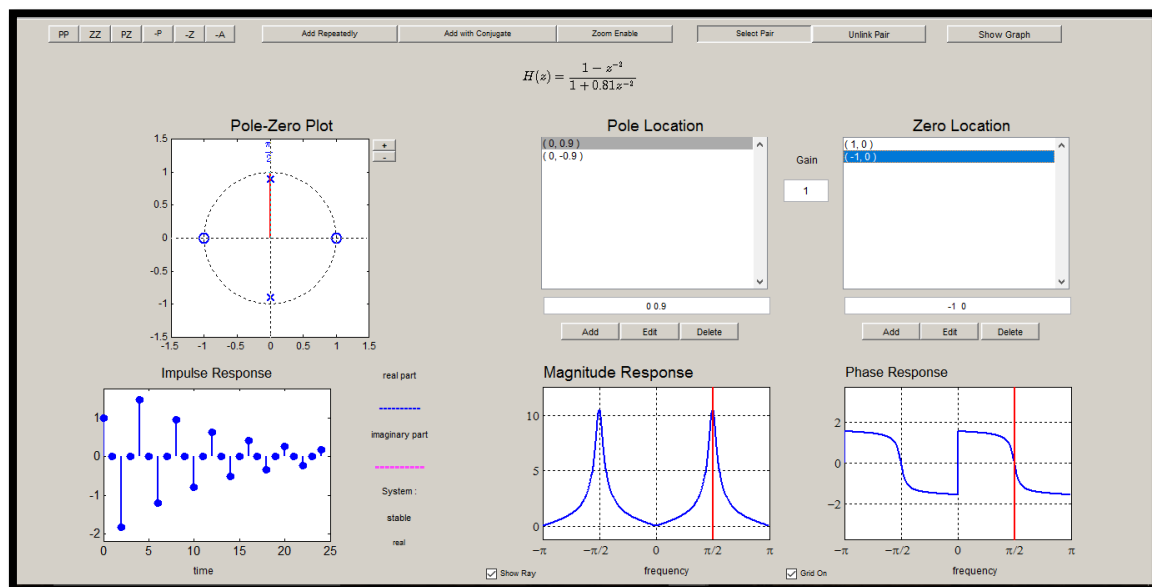 PP ZZ PZ -P -Z -A Add Repeatedly Add with Conjugate Zoom Enable Select Pair Unlink Pair Show Graph
H(z) = \frac{1 - z^{-2}}{1 + 0.81z^{-2}}
Pole-Zero Plot
+
-
π/2
1.5
1
0.5
0
-0.5
-1
-1.5
-1.5 -1 -0.5 0 0.5 1 1.5
Pole Location
( 0, 0.9 )
( 0, -0.9 )
0 0.9
Add Edit Delete
Gain
1
Zero Location
( 1, 0 )
( -1, 0 )
-1 0
Add Edit Delete
Impulse Response
1
0
-1
-2
0 5 10 15 20 25
time
real part
imaginary part
System :
stable
real
Magnitude Response
10
5
0
−π −π/2 0 π/2 π
Show Ray
frequency
Phase Response
2
0
−2
−π −π/2 0 π/2 π
Grid On
frequency